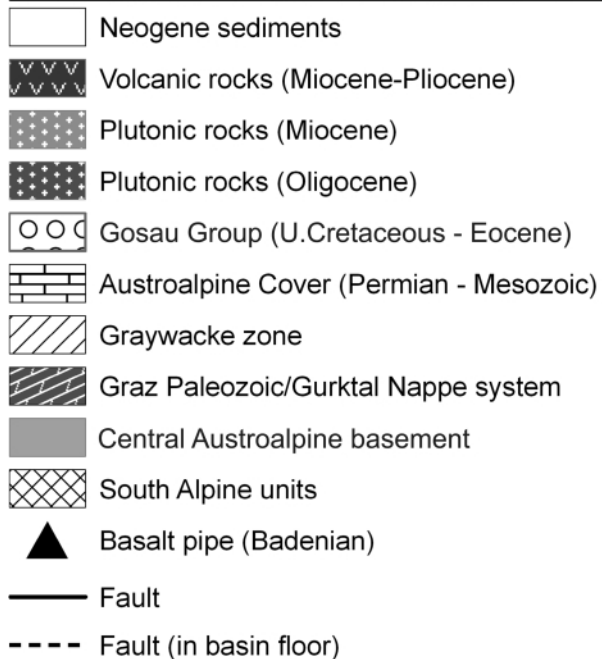 Neogene sediments
Volcanic rocks (Miocene-Pliocene)
Plutonic rocks (Miocene)
Plutonic rocks (Oligocene)
Gosau Group (U.Cretaceous - Eocene)
Austroalpine Cover (Permian - Mesozoic)
Graywacke zone
Graz Paleozoic/Gurktal Nappe system
Central Austroalpine basement
South Alpine units
Basalt pipe (Badenian)
Fault
Fault (in basin floor)